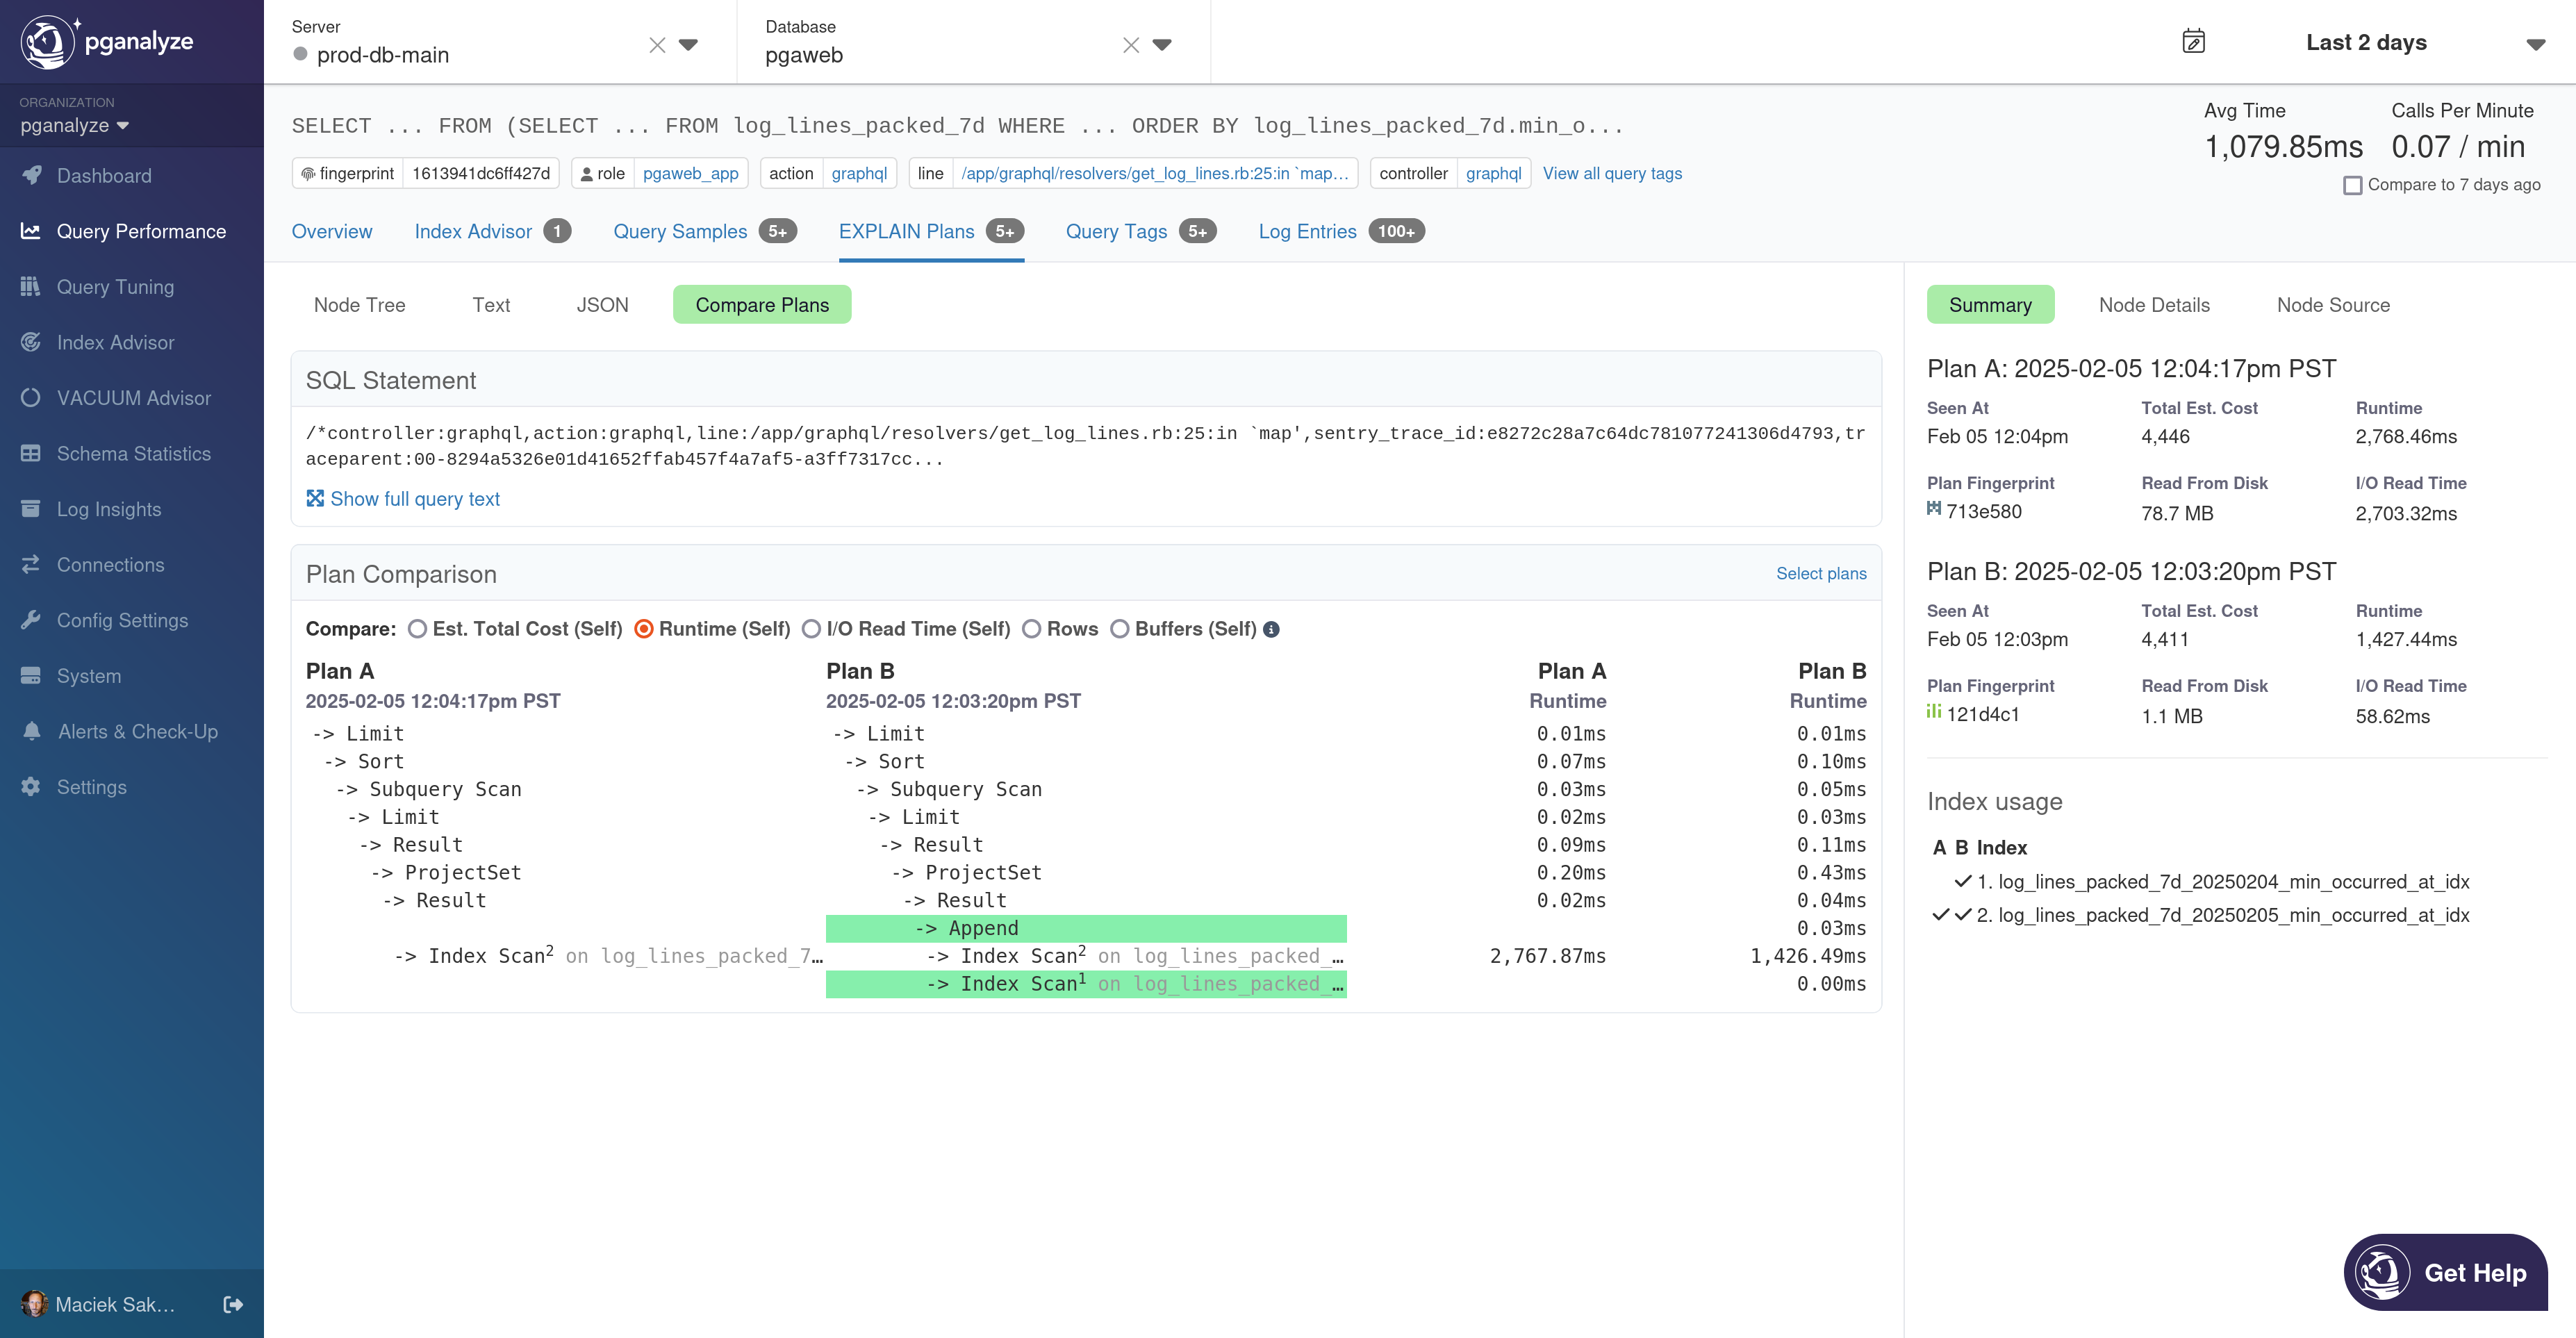 pganalyze
ORGANIZATION
pganalyze
Dashboard
Query Performance
Query Tuning
Index Advisor
VACUUM Advisor
Schema Statistics
Log Insights
Connections
Config Settings
System
Alerts & Check-Up
Settings
Maciek Sak...
Server
prod-db-main
Database
pgaweb
Last 2 days
SELECT ... FROM (SELECT ... FROM log_lines_packed_7d WHERE ... ORDER BY log_lines_packed_7d.min_o...
Avg Time
1,079.85ms
Calls Per Minute
0.07 / min
Compare to 7 days ago
fingerprint 1613941dc6ff427d role pgaweb_app action graphql line /app/graphql/resolvers/get_log_lines.rb:25:in `map... controller graphql View all query tags
Overview Index Advisor 1 Query Samples 5+ EXPLAIN Plans 5+ Query Tags 5+ Log Entries 100+
Node Tree Text JSON Compare Plans
SQL Statement
/*controller:graphql,action:graphql,line:/app/graphql/resolvers/get_log_lines.rb:25:in `map',sentry_trace_id:e8272c28a7c64dc781077241306d4793,tr
aceparent:00-8294a5326e01d41652ffab457f4a7af5-a3ff7317cc...
Show full query text
Plan Comparison Select plans
Compare: Est. Total Cost (Self) Runtime (Self) I/O Read Time (Self) Rows Buffers (Self)
Plan A Plan B Plan A Plan B
2025-02-05 12:04:17pm PST 2025-02-05 12:03:20pm PST Runtime Runtime
-> Limit -> Limit 0.01ms 0.01ms
-> Sort -> Sort 0.07ms 0.10ms
-> Subquery Scan -> Subquery Scan 0.03ms 0.05ms
-> Limit -> Limit 0.02ms 0.03ms
-> Result -> Result 0.09ms 0.11ms
-> ProjectSet -> ProjectSet 0.20ms 0.43ms
-> Result -> Result 0.02ms 0.04ms
-> Append 0.03ms
-> Index Scan² on log_lines_packed_7... -> Index Scan² on log_lines_packed_... 2,767.87ms 1,426.49ms
-> Index Scan¹ on log_lines_packed_... 0.00ms
Summary Node Details Node Source
Plan A: 2025-02-05 12:04:17pm PST
Seen At Total Est. Cost Runtime
Feb 05 12:04pm 4,446 2,768.46ms
Plan Fingerprint Read From Disk I/O Read Time
713e580 78.7 MB 2,703.32ms
Plan B: 2025-02-05 12:03:20pm PST
Seen At Total Est. Cost Runtime
Feb 05 12:03pm 4,411 1,427.44ms
Plan Fingerprint Read From Disk I/O Read Time
121d4c1 1.1 MB 58.62ms
Index usage
A B Index
✓ 1. log_lines_packed_7d_20250204_min_occurred_at_idx
✓ ✓ 2. log_lines_packed_7d_20250205_min_occurred_at_idx
Get Help